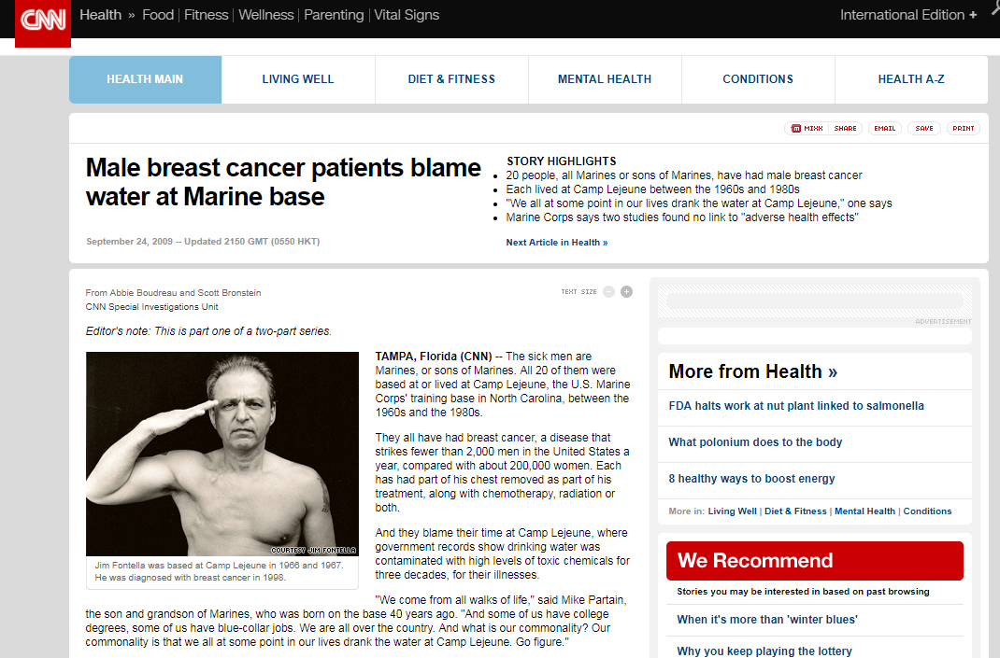 CNN Health » Food | Fitness | Wellness | Parenting | Vital Signs International Edition +
HEALTH MAIN LIVING WELL DIET & FITNESS MENTAL HEALTH CONDITIONS HEALTH A-Z
MIXX SHARE EMAIL SAVE PRINT
Male breast cancer patients blame
water at Marine base
September 24, 2009 -- Updated 2150 GMT (0550 HKT)
STORY HIGHLIGHTS
• 20 people, all Marines or sons of Marines, have had male breast cancer
• Each lived at Camp Lejeune between the 1960s and 1980s
• "We all at some point in our lives drank the water at Camp Lejeune," one says
• Marine Corps says two studies found no link to "adverse health effects"
Next Article in Health »
From Abbie Boudreau and Scott Bronstein
CNN Special Investigations Unit
TEXT SIZE − +
Editor's note: This is part one of a two-part series.
COURTESY JIM FONTELLA
Jim Fontella was based at Camp Lejeune in 1966 and 1967.
He was diagnosed with breast cancer in 1998.
TAMPA, Florida (CNN) -- The sick men are
Marines, or sons of Marines. All 20 of them were
based at or lived at Camp Lejeune, the U.S. Marine
Corps' training base in North Carolina, between the
1960s and the 1980s.
They all have had breast cancer, a disease that
strikes fewer than 2,000 men in the United States a
year, compared with about 200,000 women. Each
has had part of his chest removed as part of his
treatment, along with chemotherapy, radiation or
both.
And they blame their time at Camp Lejeune, where
government records show drinking water was
contaminated with high levels of toxic chemicals for
three decades, for their illnesses.
"We come from all walks of life," said Mike Partain,
the son and grandson of Marines, who was born on the base 40 years ago. "And some of us have college
degrees, some of us have blue-collar jobs. We are all over the country. And what is our commonality? Our
commonality is that we all at some point in our lives drank the water at Camp Lejeune. Go figure."
ADVERTISEMENT
More from Health »
FDA halts work at nut plant linked to salmonella
What polonium does to the body
8 healthy ways to boost energy
More in: Living Well | Diet & Fitness | Mental Health | Conditions
We Recommend
Stories you may be interested in based on past browsing
When it's more than 'winter blues'
Why you keep playing the lottery